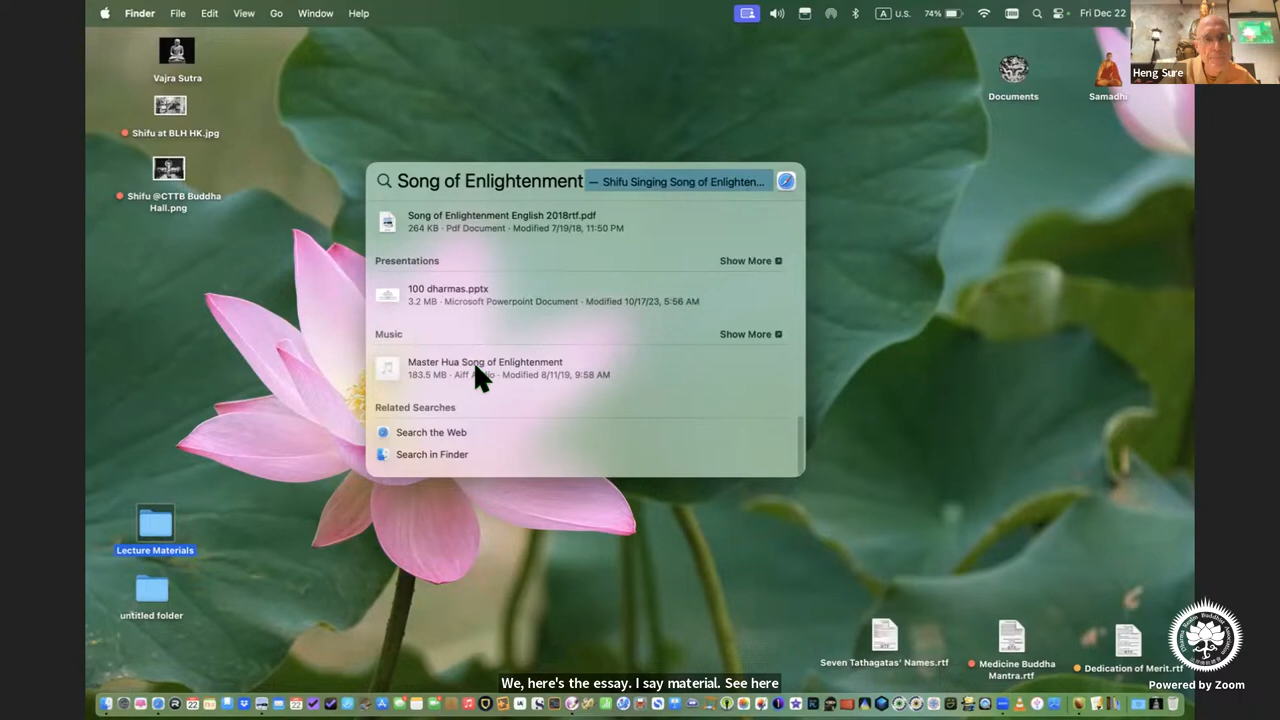 Finder File Edit View Go Window Help
A U.S. 74% Fri Dec 22
Heng Sure
Vajra Sutra
Shifu at BLH HK.jpg
Shifu @CTTB Buddha
Hall.png
Documents
Samadhi
Song of Enlightenment — Shifu Singing Song of Enlighten...
Song of Enlightenment English 2018rtf.pdf
264 KB · Pdf Document · Modified 7/19/18, 11:50 PM
Presentations Show More
100 dharmas.pptx
3.2 MB · Microsoft Powerpoint Document · Modified 10/17/23, 5:56 AM
Music Show More
Master Hua Song of Enlightenment
183.5 MB · Aiff Audio · Modified 8/11/19, 9:58 AM
Related Searches
Search the Web
Search in Finder
Lecture Materials
untitled folder
Seven Tathagatas' Names.rtf
Medicine Buddha
Mantra.rtf
Dedication of Merit.rtf
We, here's the essay. I say material. See here
Powered by Zoom